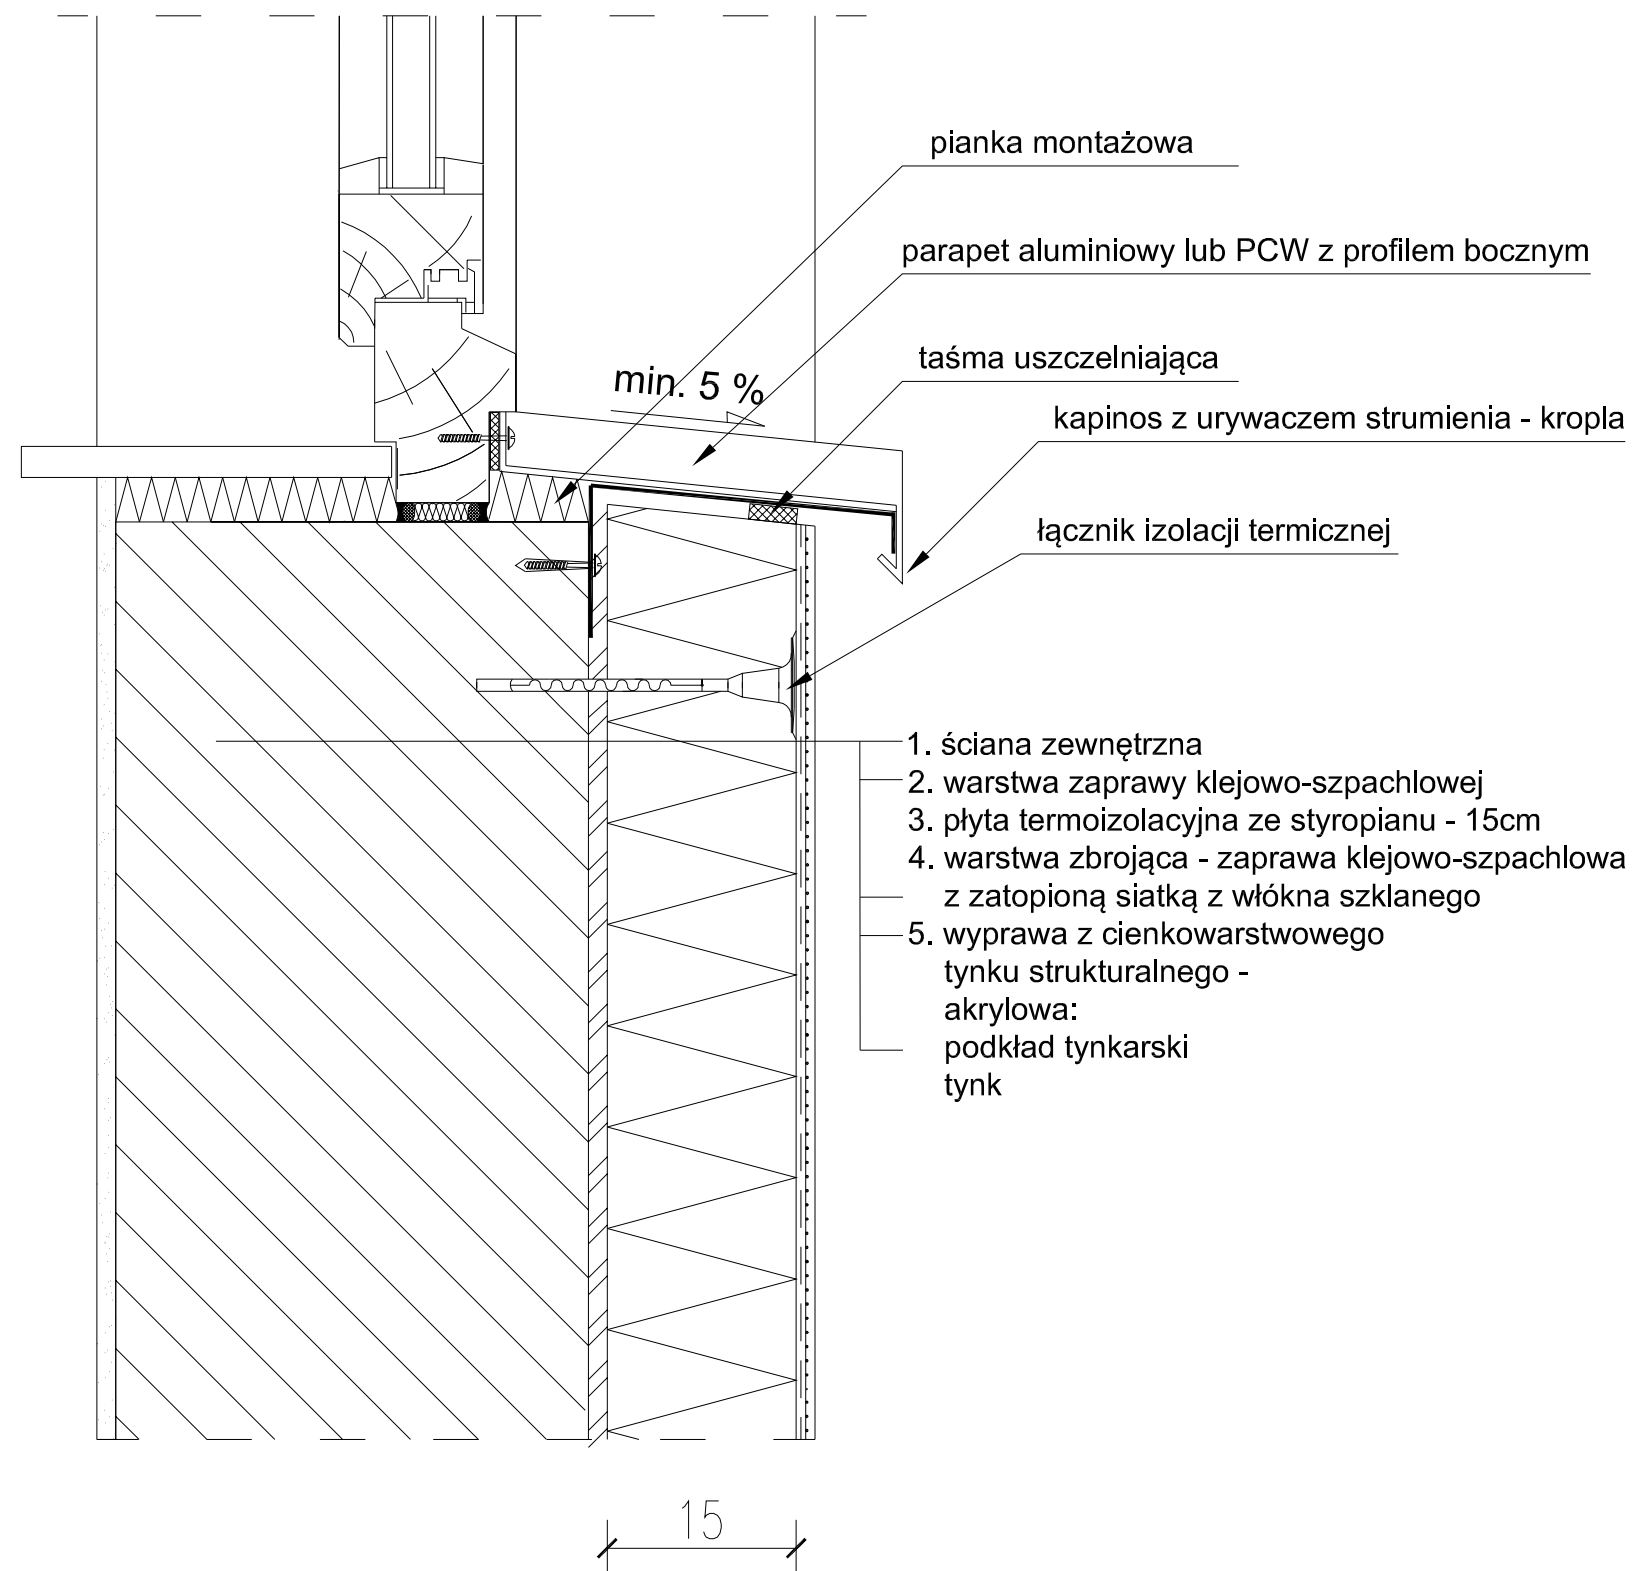 pianka montażowa
parapet aluminiowy lub PCW z profilem bocznym
taśma uszczelniająca
min. 5 %
kapinos z urywaczem strumienia - kropla
łącznik izolacji termicznej
1. ściana zewnętrzna
2. warstwa zaprawy klejowo-szpachlowej
3. płyta termoizolacyjna ze styropianu - 15cm
4. warstwa zbrojąca - zaprawa klejowo-szpachlowa
z zatopioną siatką z włókna szklanego
5. wyprawa z cienkowarstwowego
tynku strukturalnego -
akrylowa:
podkład tynkarski
tynk
15